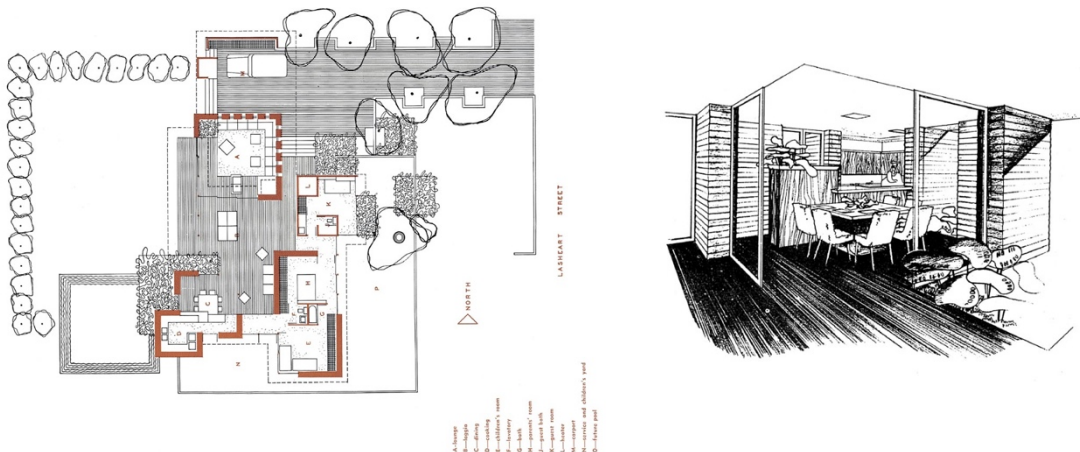 LASHEART STREET
NORTH
A—lounge
B—loggia
C—dining
D—cooking
E—children's room
F—lavatory
G—bath
H—parents' room
J—guest bath
K—guest room
L—heater
M—carport
N—service and children's yard
O—future pool
A
B
C
D
E
F
G
H
K
L
M
N
P